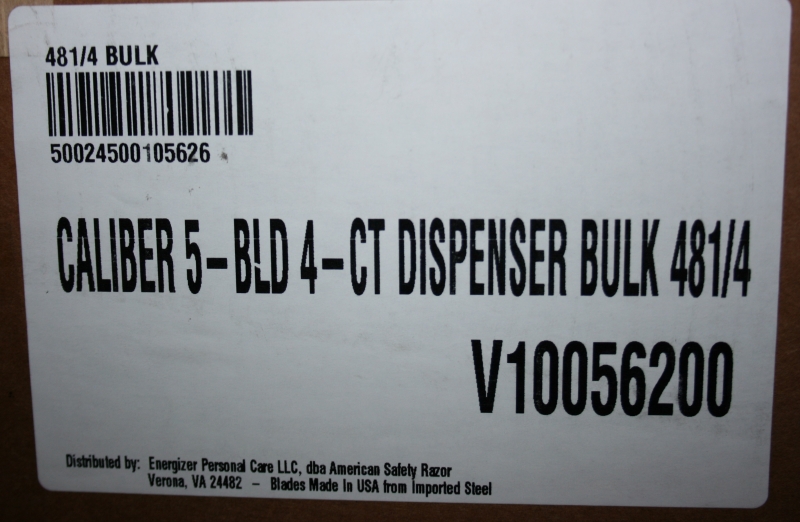 481/4 BULK
50024500105626
CALIBER 5-BLD 4-CT DISPENSER BULK 481/4
V10056200
Distributed by: Energizer Personal Care LLC, dba American Safety Razor
Verona, VA 24482 - Blades Made In USA from Imported Steel